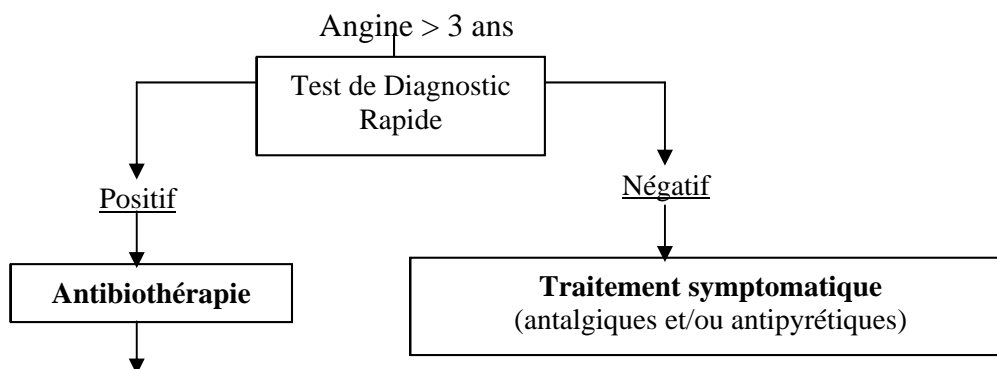 Angine > 3 ans
Test de Diagnostic
Rapide
Positif
Négatif
Antibiothérapie
Traitement symptomatique
(antalgiques et/ou antipyrétiques)